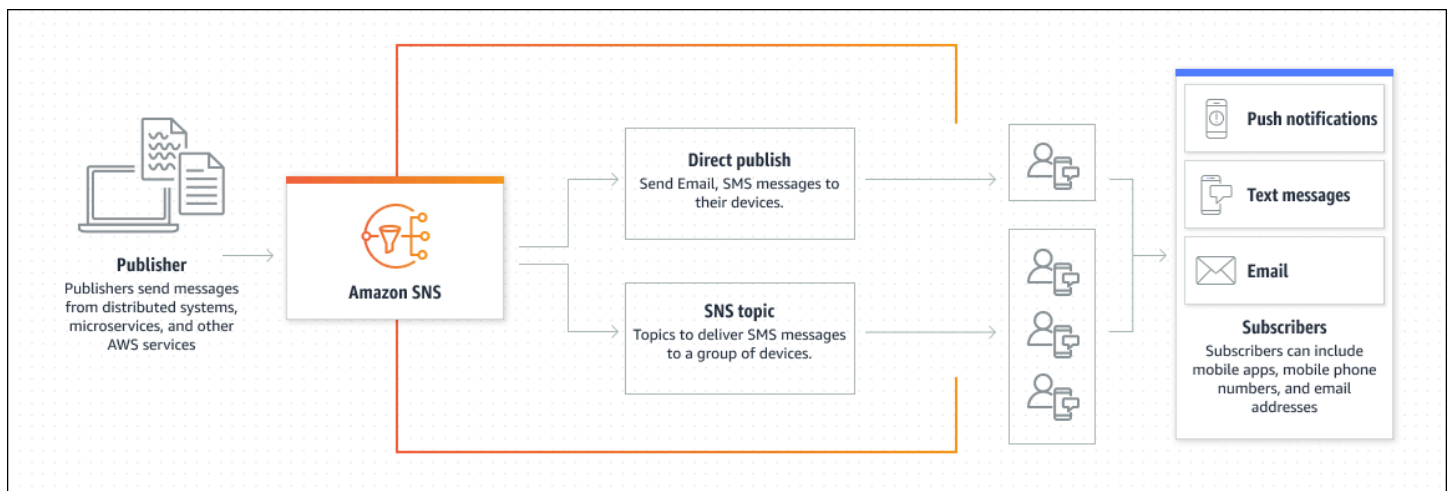 Publisher
Publishers send messages
from distributed systems,
microservices, and other
AWS services
Amazon SNS
Direct publish
Send Email, SMS messages to
their devices.
SNS topic
Topics to deliver SMS messages
to a group of devices.
Push notifications
Text messages
Email
Subscribers
Subscribers can include
mobile apps, mobile phone
numbers, and email
addresses